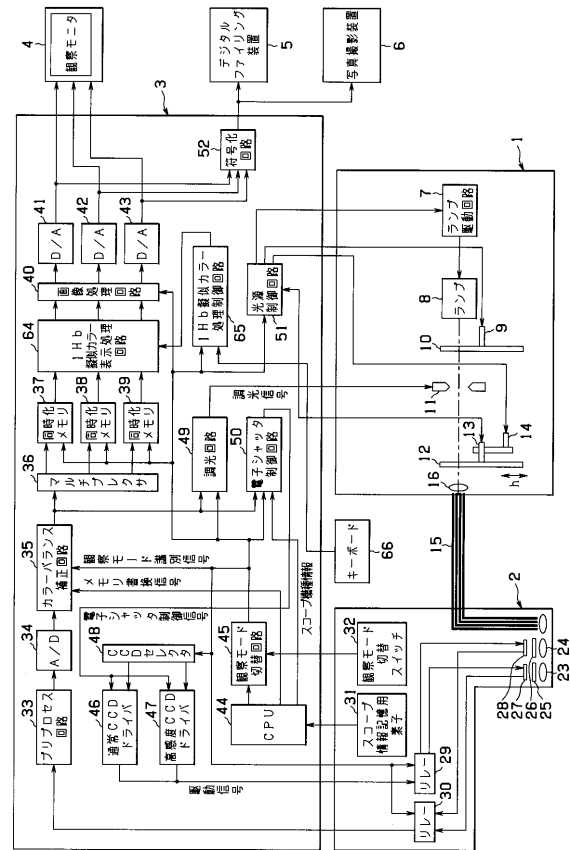 4
観察モニタ
デジタル
ファイリング
装置
5
写真撮影装置
6
3
52
符号化
回路
41
D/A
42
D/A
43
D/A
40
画像処理回路
64
IHb擬似カラー
表示処理
回路
IHb擬似カラー
処理制御回路
65
光源
制御回路
51
37
同時化
メモリ
38
同時化
メモリ
39
同時化
メモリ
36
マルチプレクサ
49
調光回路
調光信号
50
電子シャッタ
制御回路
35
カラーバランス
補正回路
34
A/D
33
プリプロセス
回路
観察モード識別信号
メモリ書換信号
電子シャッタ制御信号
スコープ機種情報
48
CCDセレクタ
46
通常CCD
ドライバ
47
高感度CCD
ドライバ
駆動信号
45
観察モード
切替回路
44
CPU
キーボード
66
32
観察モード
切替
スイッチ
31
スコープ
情報記憶用
素子
リレー
29
リレー
30
2
28
27
26
25
24
23
15
16
1
7
ランプ
駆動回路
8
ランプ
9
10
11
12
13
14
h